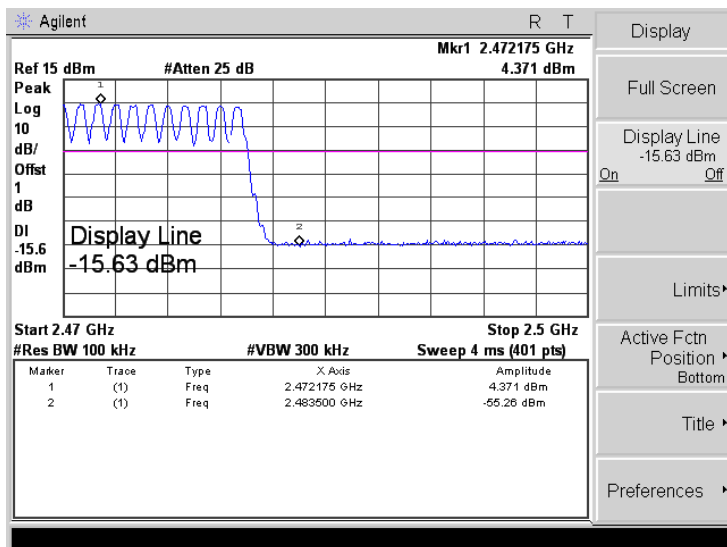 Agilent R T
Mkr1 2.472175 GHz
Ref 15 dBm #Atten 25 dB 4.371 dBm
Peak
Log
10
dB/
Offst
1
dB
DI
-15.6
dBm
1
2
Display Line
-15.63 dBm
Start 2.47 GHz Stop 2.5 GHz
#Res BW 100 kHz #VBW 300 kHz Sweep 4 ms (401 pts)
Marker Trace Type X Axis Amplitude
1 (1) Freq 2.472175 GHz 4.371 dBm
2 (1) Freq 2.483500 GHz -55.26 dBm
Display
Full Screen
Display Line
-15.63 dBm
On Off
Limits
Active Fctn
Position
Bottom
Title
Preferences